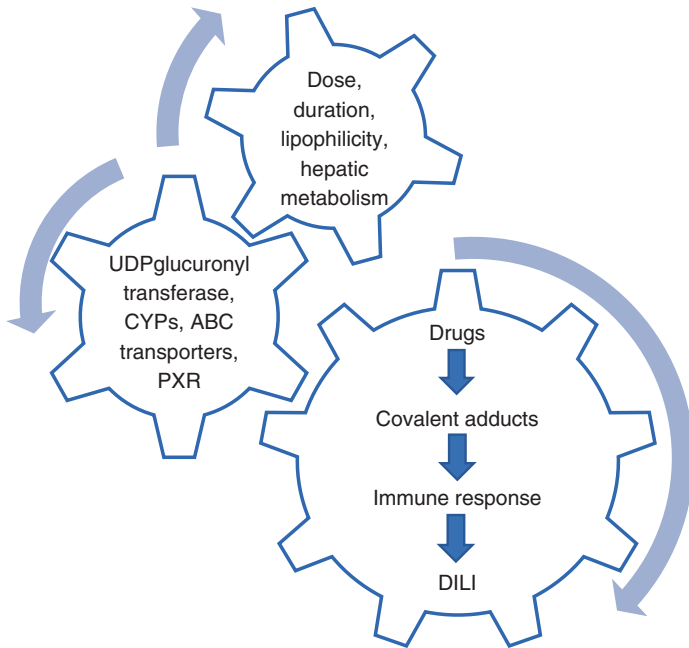 Dose,
duration,
lipophilicity,
hepatic
metabolism
UDPglucuronyl
transferase,
CYPs, ABC
transporters,
PXR
Drugs
Covalent adducts
Immune response
DILI